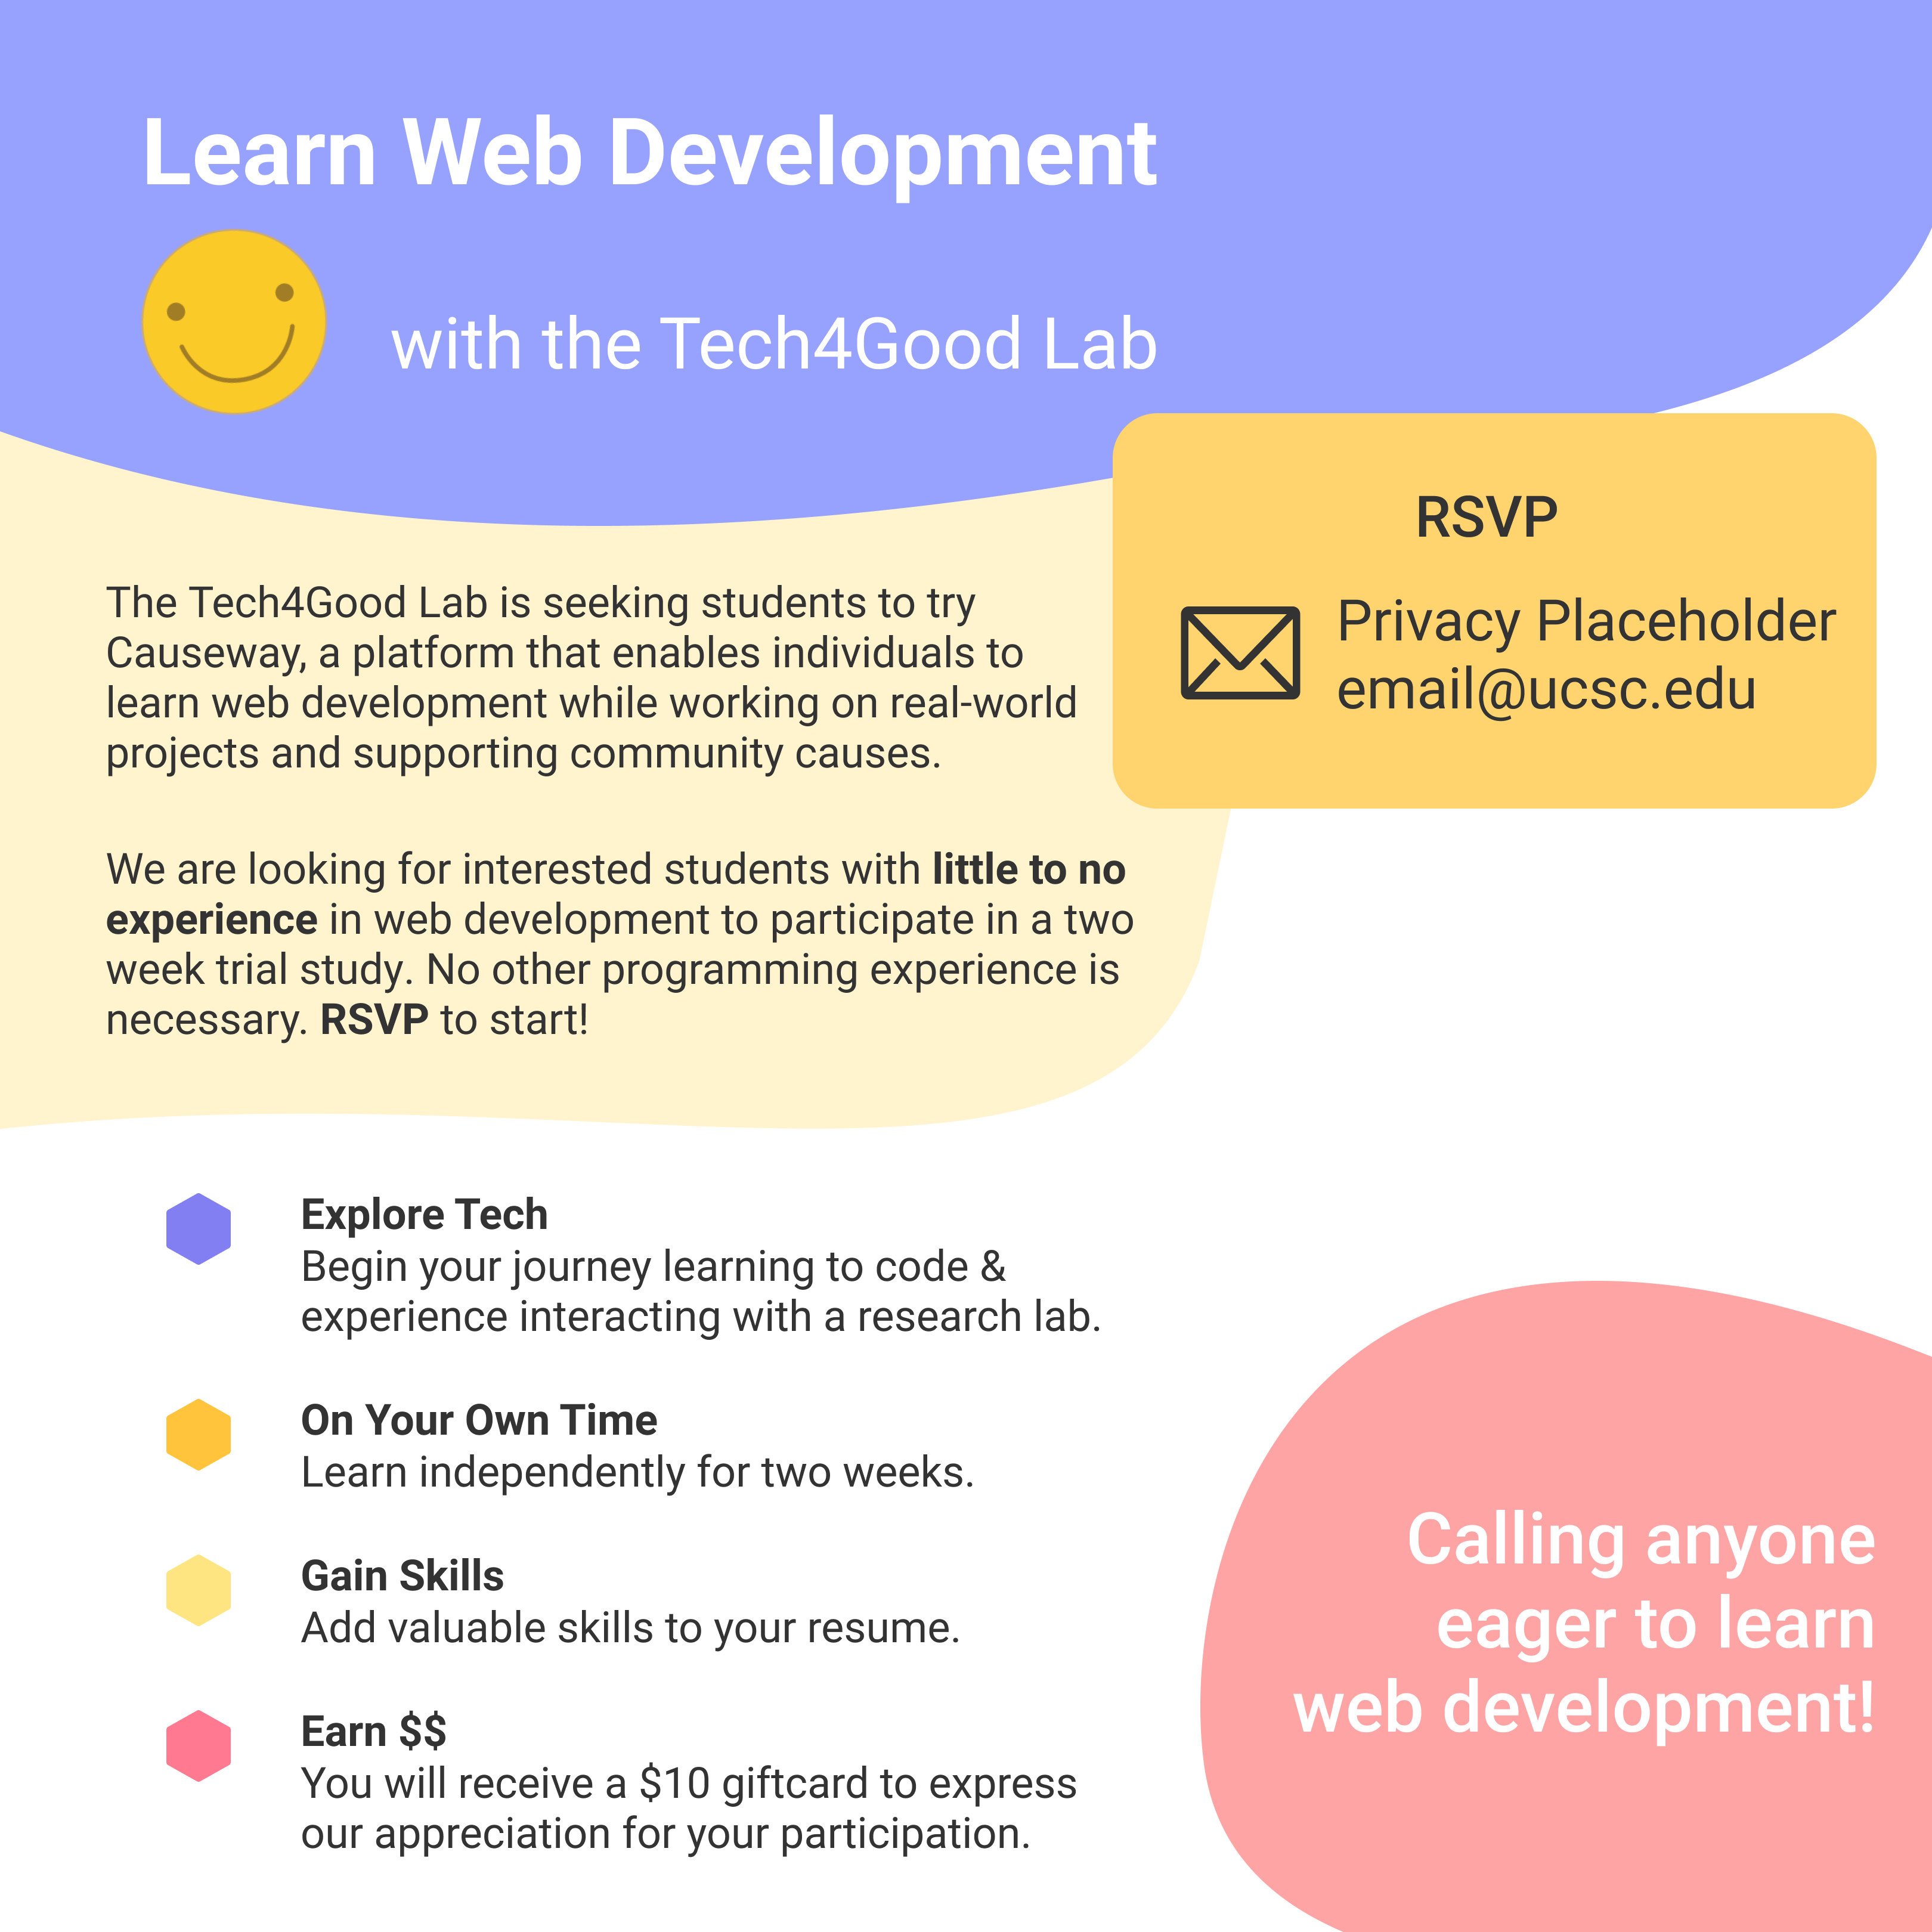 Learn Web Development
with the Tech4Good Lab
RSVP
Privacy Placeholder
email@ucsc.edu
The Tech4Good Lab is seeking students to try
Causeway, a platform that enables individuals to
learn web development while working on real-world
projects and supporting community causes.
We are looking for interested students with little to no
experience in web development to participate in a two
week trial study. No other programming experience is
necessary. RSVP to start!
Explore Tech
Begin your journey learning to code &
experience interacting with a research lab.
On Your Own Time
Learn independently for two weeks.
Gain Skills
Add valuable skills to your resume.
Earn $$
You will receive a $10 giftcard to express
our appreciation for your participation.
Calling anyone
eager to learn
web development!